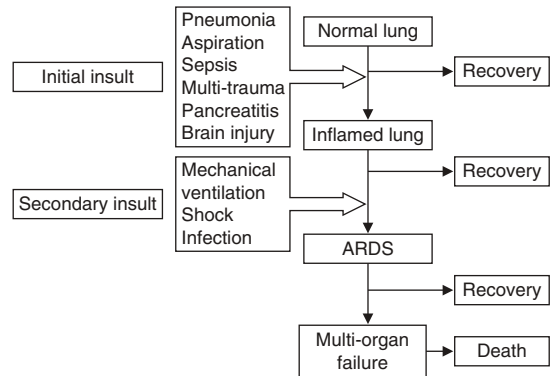 Pneumonia
Aspiration
Sepsis
Multi-trauma
Pancreatitis
Brain injury
Normal lung
Initial insult
Recovery
Inflamed lung
Mechanical
ventilation
Shock
Infection
Recovery
Secondary insult
ARDS
Recovery
Multi-organ
failure
Death